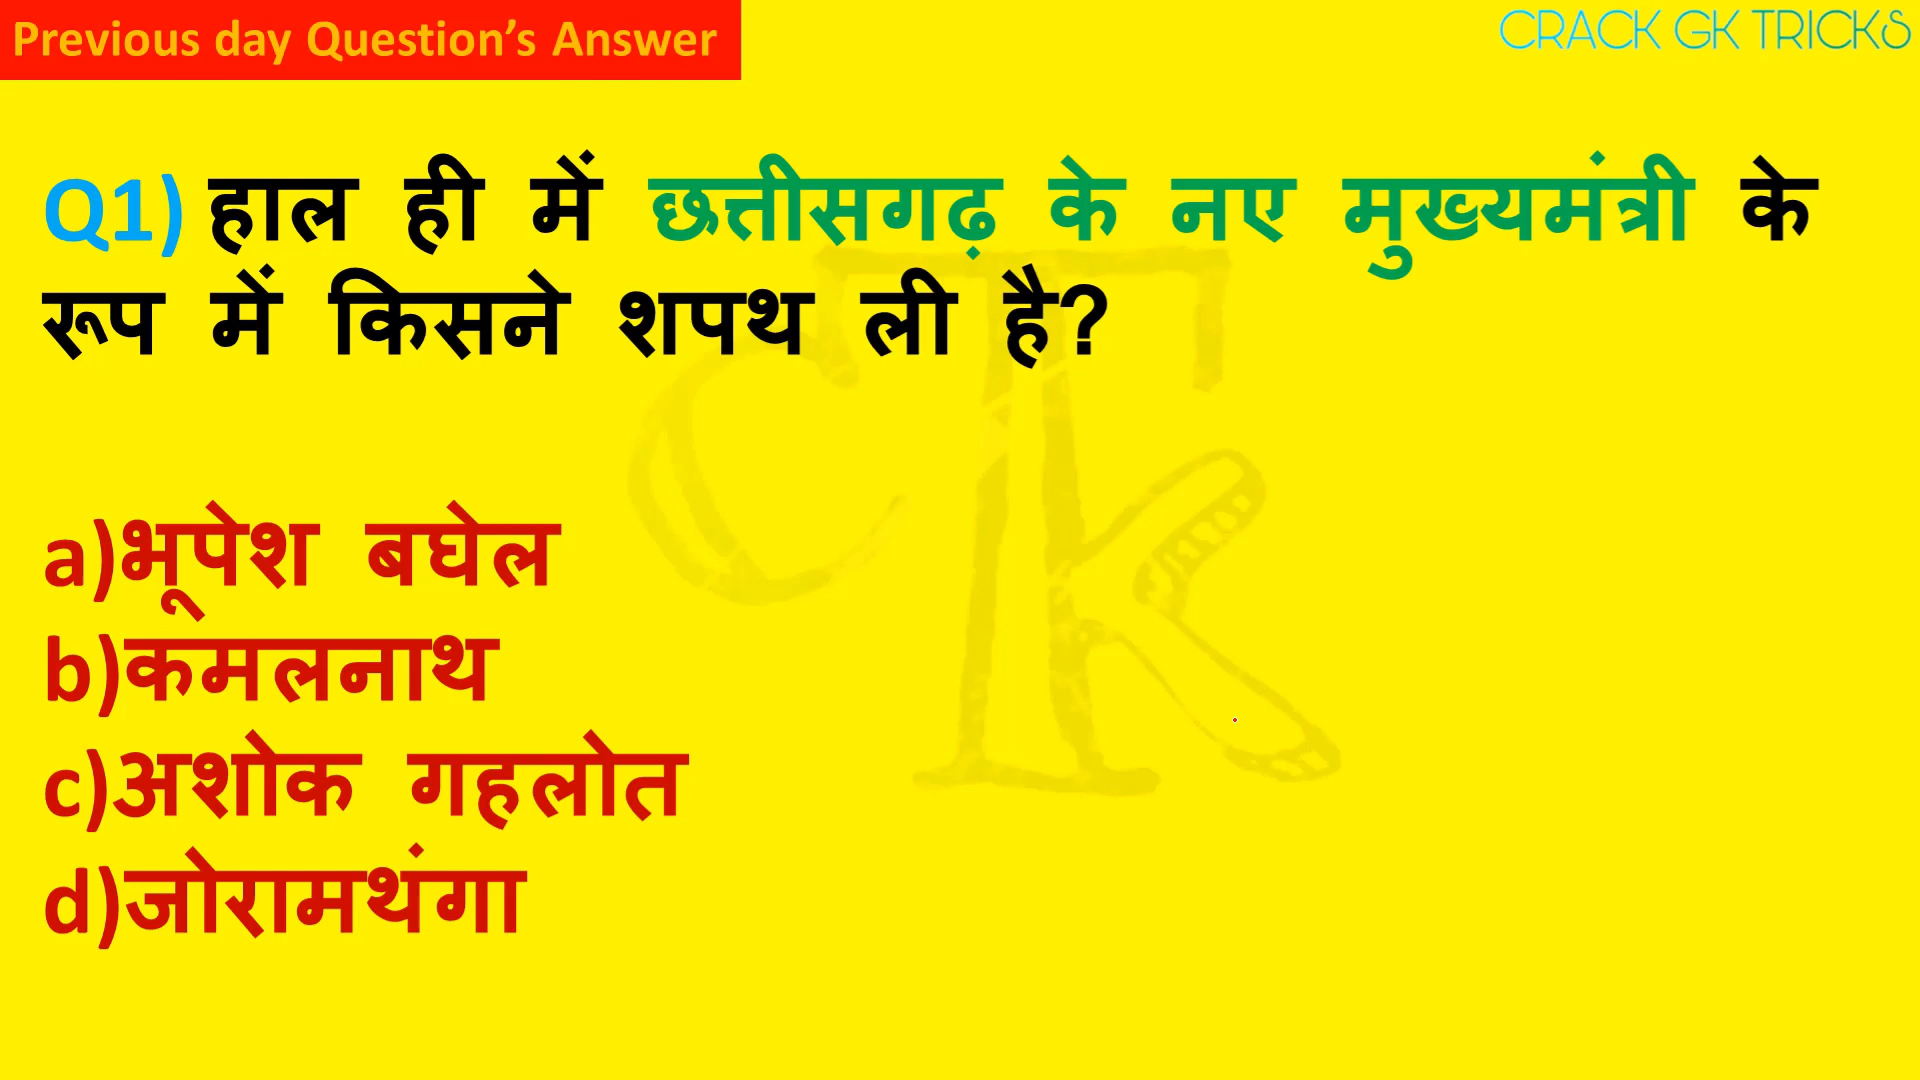 Previous day Question’s Answer
CRACK GK TRICKS
Q1) हाल ही में छत्तीसगढ़ के नए मुख्यमंत्री के
रूप में किसने शपथ ली है?
a)भूपेश बघेल
b)कमलनाथ
c)अशोक गहलोत
d)जोरामथंगा